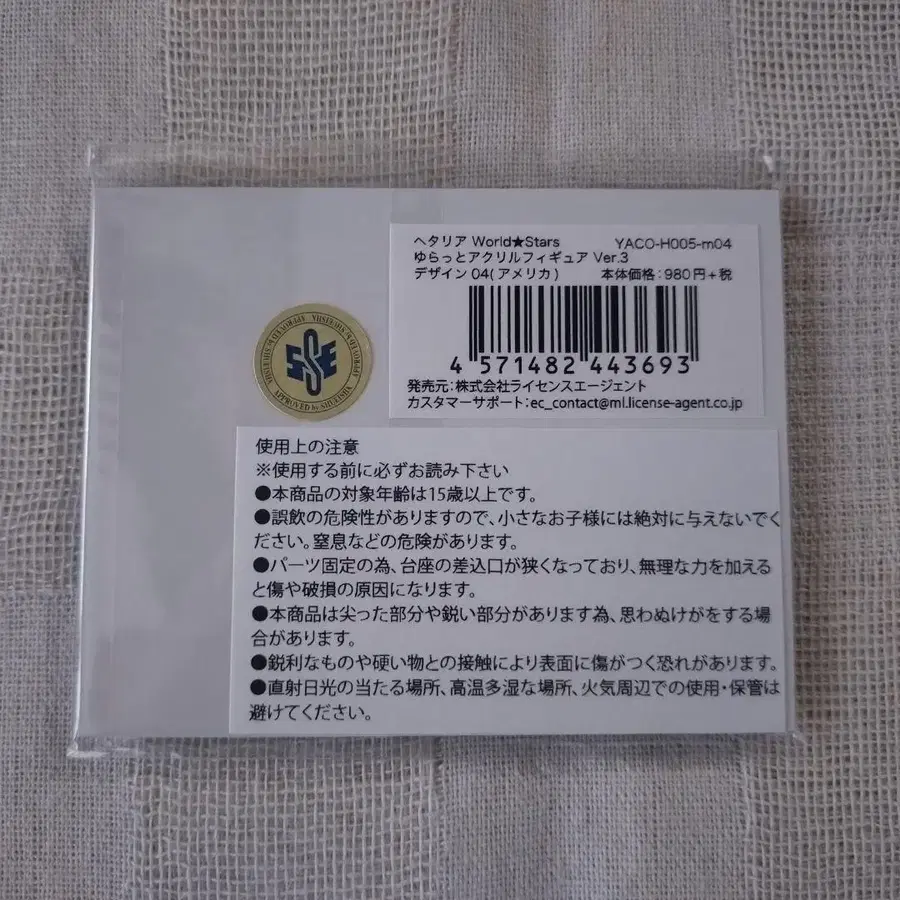 ヘタリア World★Stars YACO-H005-m04
ゆらっとアクリルフィギュア Ver.3
デザイン 04(アメリカ) 本体価格:980円+税
4 571482 443693
発売元:株式会社ライセンスエージェント
カスタマーサポート:ec_contact@ml.license-agent.co.jp
APPROVED by SHUEISHA
使用上の注意
※使用する前に必ずお読み下さい
●本商品の対象年齢は15歳以上です。
●誤飲の危険性がありますので、小さなお子様には絶対に与えないでく
ださい。窒息などの危険があります。
●パーツ固定の為、台座の差込口が狭くなっており、無理な力を加える
と傷や破損の原因になります。
●本商品は尖った部分や鋭い部分があります為、思わぬけがをする場
合があります。
●鋭利なものや硬い物との接触により表面に傷がつく恐れがあります。
●直射日光の当たる場所、高温多湿な場所、火気周辺での使用・保管は
避けてください。